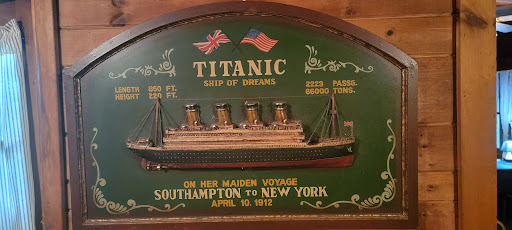 TITANIC
SHIP OF DREAMS
LENGTH 850 FT. 2223 PASSG.
HEIGHT 220 FT. 66000 TONS.
ON HER MAIDEN VOYAGE
SOUTHAMPTON TO NEW YORK
APRIL 10. 1912